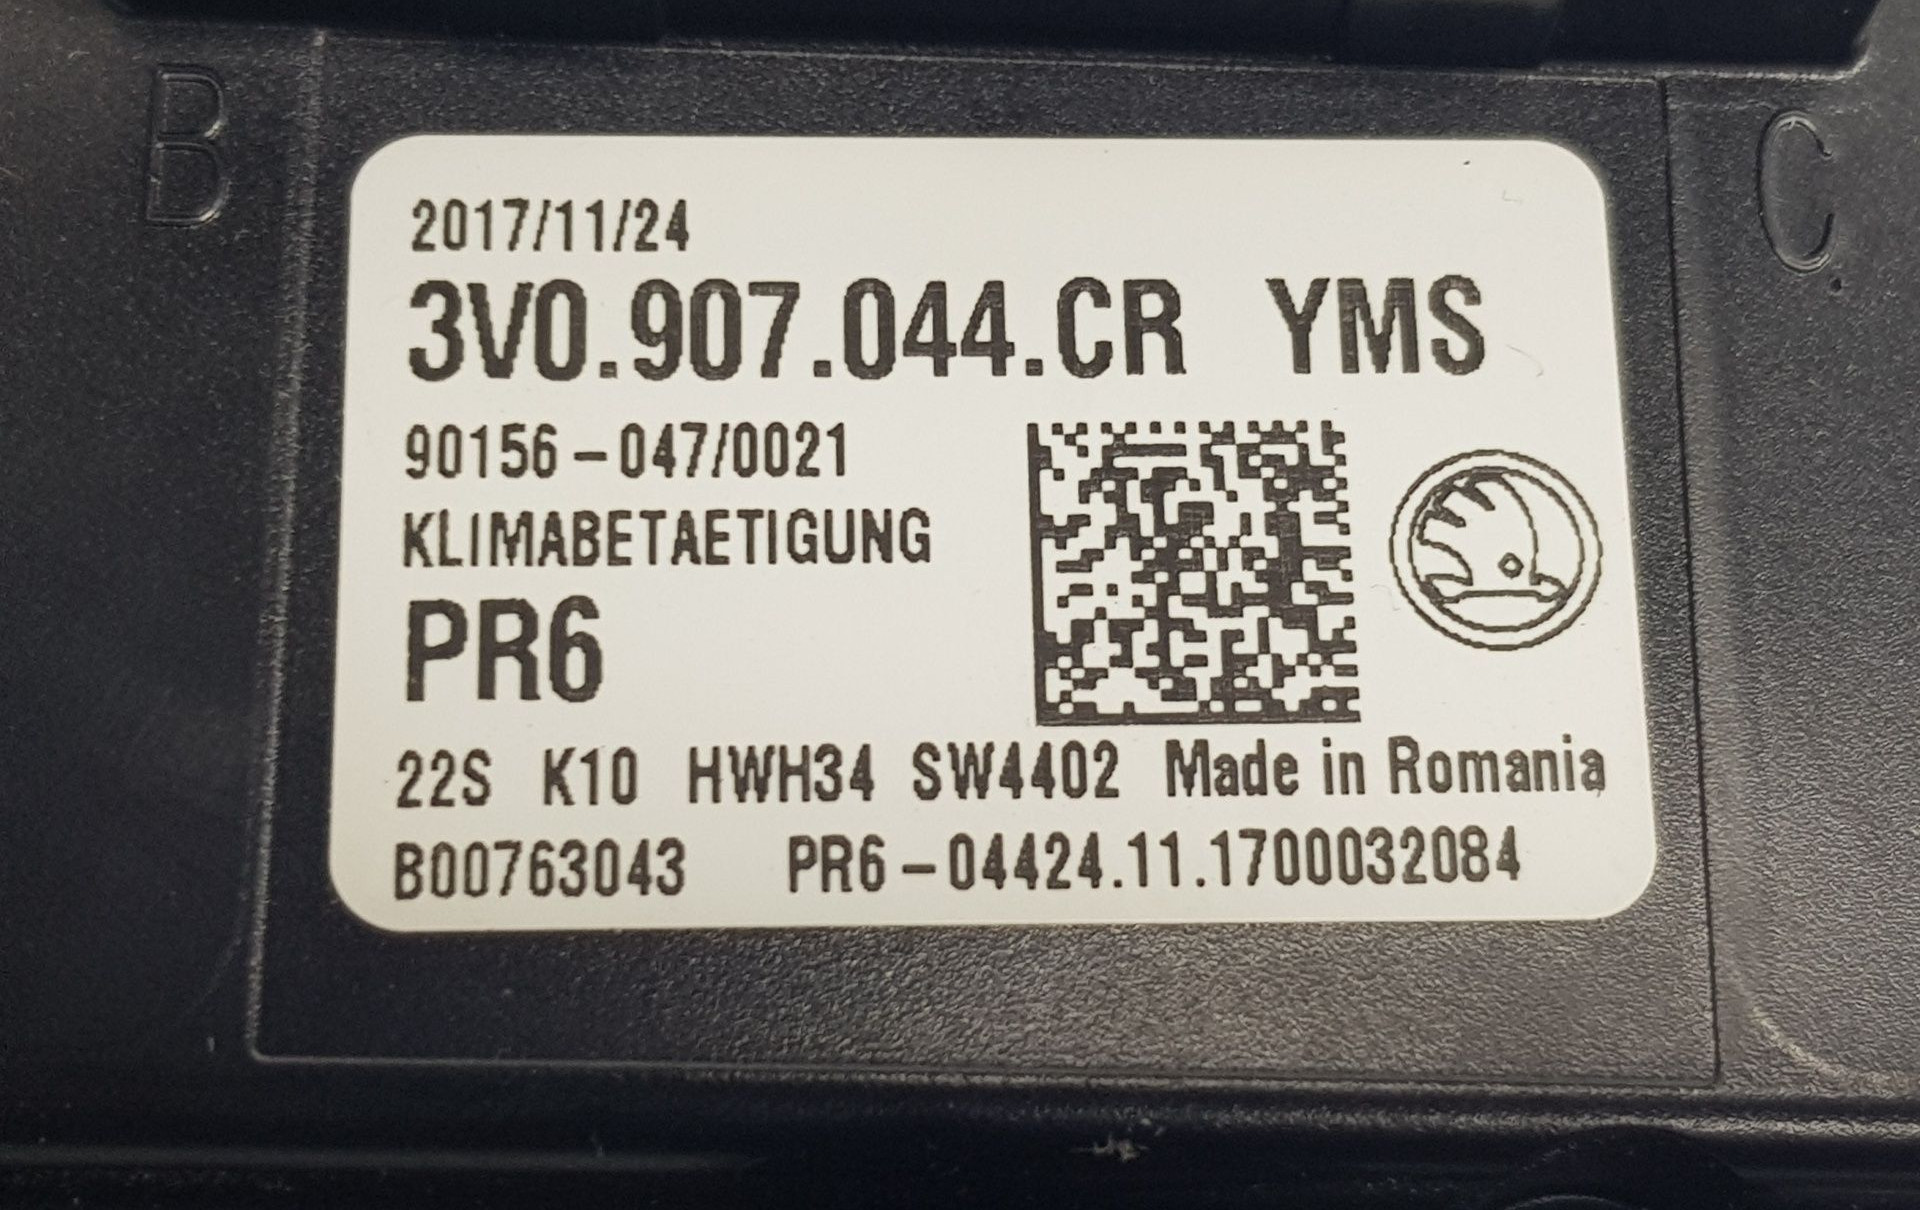 B
C
2017/11/24
3V0.907.044.CR YMS
90156-047/0021
KLIMABETAETIGUNG
PR6
22S K10 HWH34 SW4402 Made in Romania
B00763043 PR6-04424.11.1700032084